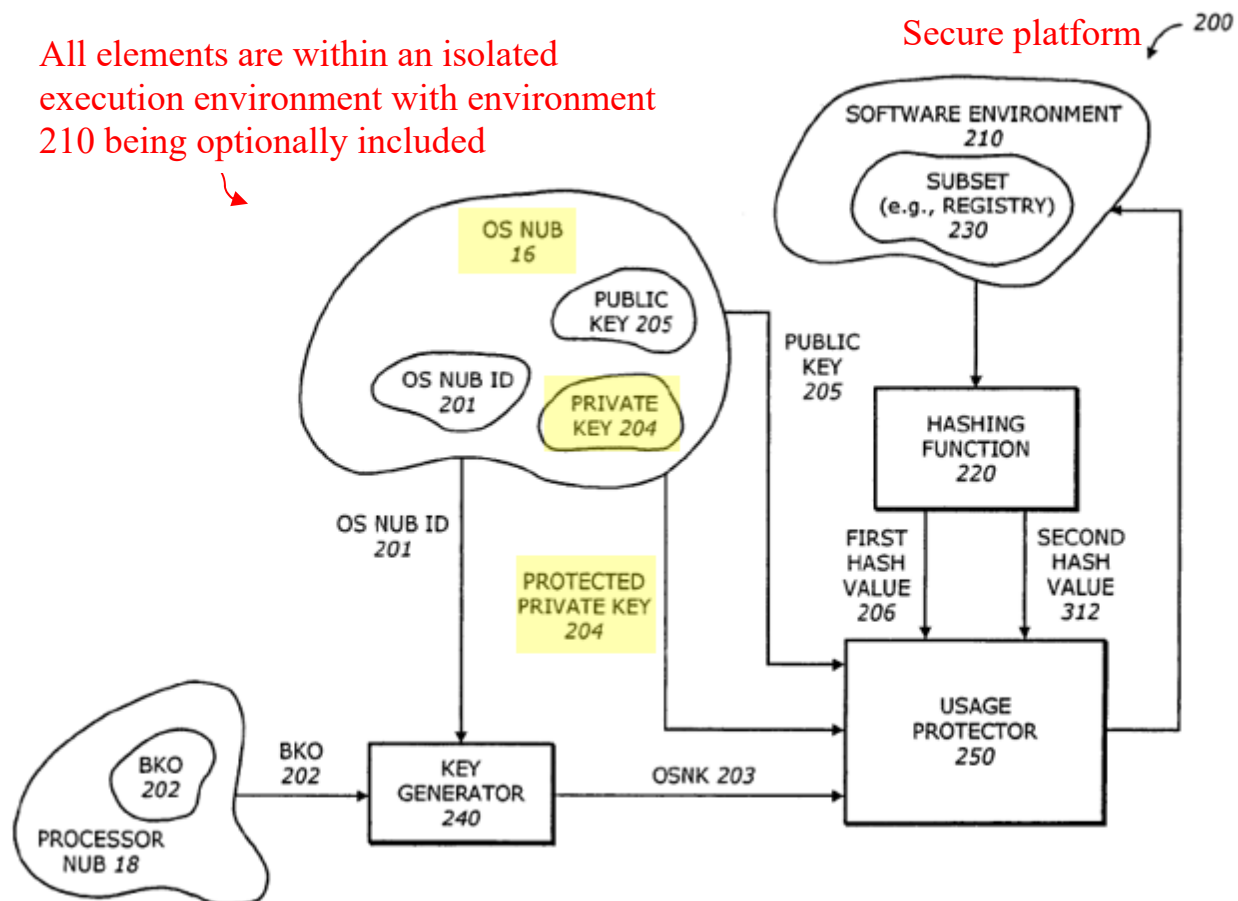 All elements are within an isolated
execution environment with environment
210 being optionally included
Secure platform
200
SOFTWARE ENVIRONMENT
210
SUBSET
(e.g., REGISTRY)
230
OS NUB
16
PUBLIC
KEY 205
OS NUB ID
201
PRIVATE
KEY 204
PUBLIC
KEY
205
HASHING
FUNCTION
220
OS NUB ID
201
FIRST
HASH
VALUE
206
SECOND
HASH
VALUE
312
PROTECTED
PRIVATE KEY
204
USAGE
PROTECTOR
250
BKO
202
PROCESSOR
NUB 18
BKO
202
KEY
GENERATOR
240
OSNK 203